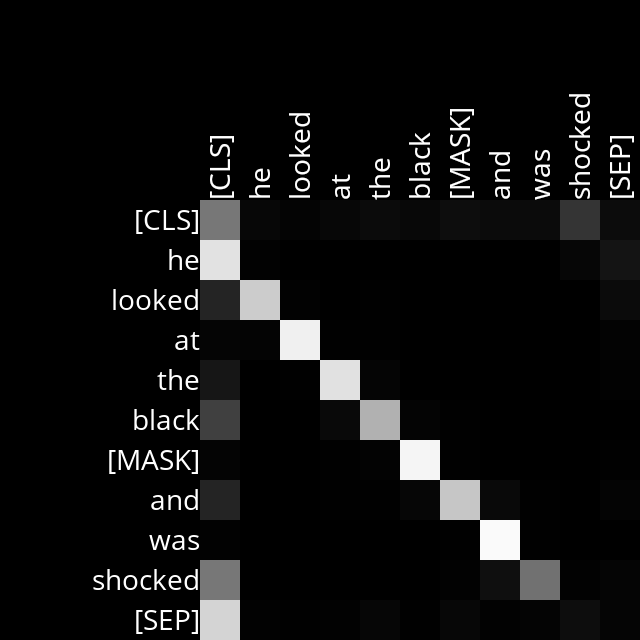 [CLS] he looked at the black [MASK] and was shocked [SEP]
[CLS]
he
looked
at
the
black
[MASK]
and
was
shocked
[SEP]